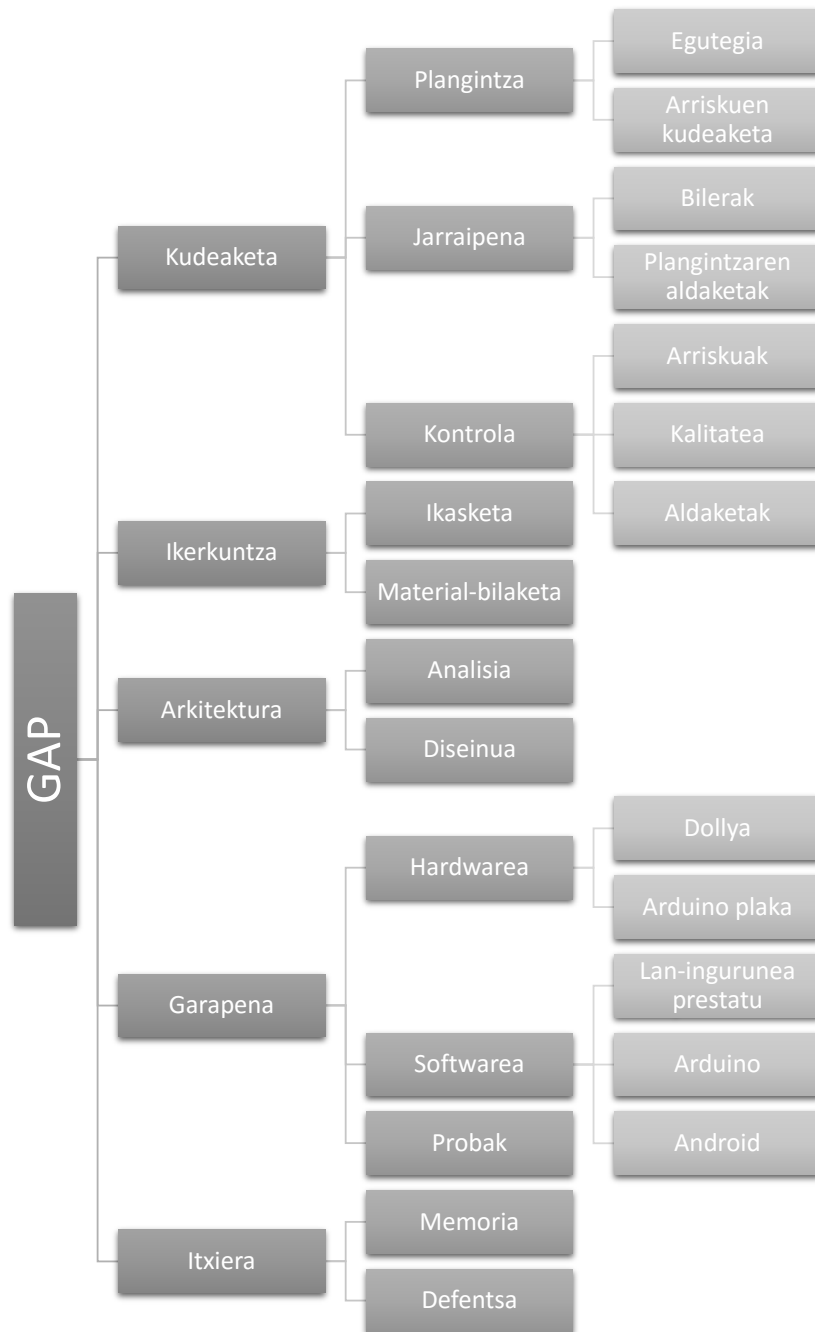 GAP
Kudeaketa
Plangintza
Egutegia
Arriskuen
kudeaketa
Jarraipena
Bilerak
Plangintzaren
aldaketak
Kontrola
Arriskuak
Kalitatea
Aldaketak
Ikerkuntza
Ikasketa
Material-bilaketa
Arkitektura
Analisia
Diseinua
Garapena
Hardwarea
Dollya
Arduino plaka
Softwarea
Lan-ingurunea
prestatu
Arduino
Android
Probak
Itxiera
Memoria
Defentsa